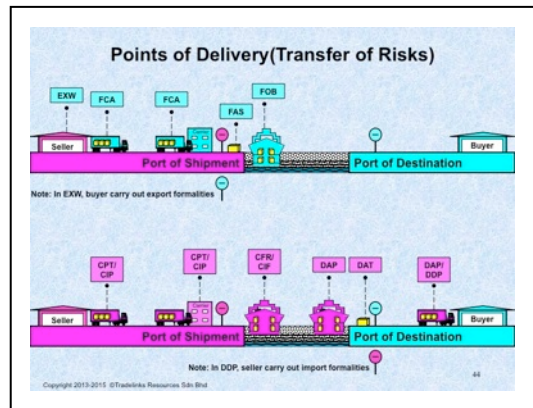 Points of Delivery(Transfer of Risks)
EXW
FCA
FCA
FAS
FOB
Carrier
Seller
Buyer
Port of Shipment
Port of Destination
Note: In EXW, buyer carry out export formalities
CPT/
CIP
CPT/
CIP
CFR/
CIF
DAP
DAT
DAP/
DDP
Carrier
Seller
Buyer
Port of Shipment
Port of Destination
Note: In DDP, seller carry out import formalities
44
Copyright 2013-2015 ©Tradelinks Resources Sdn Bhd